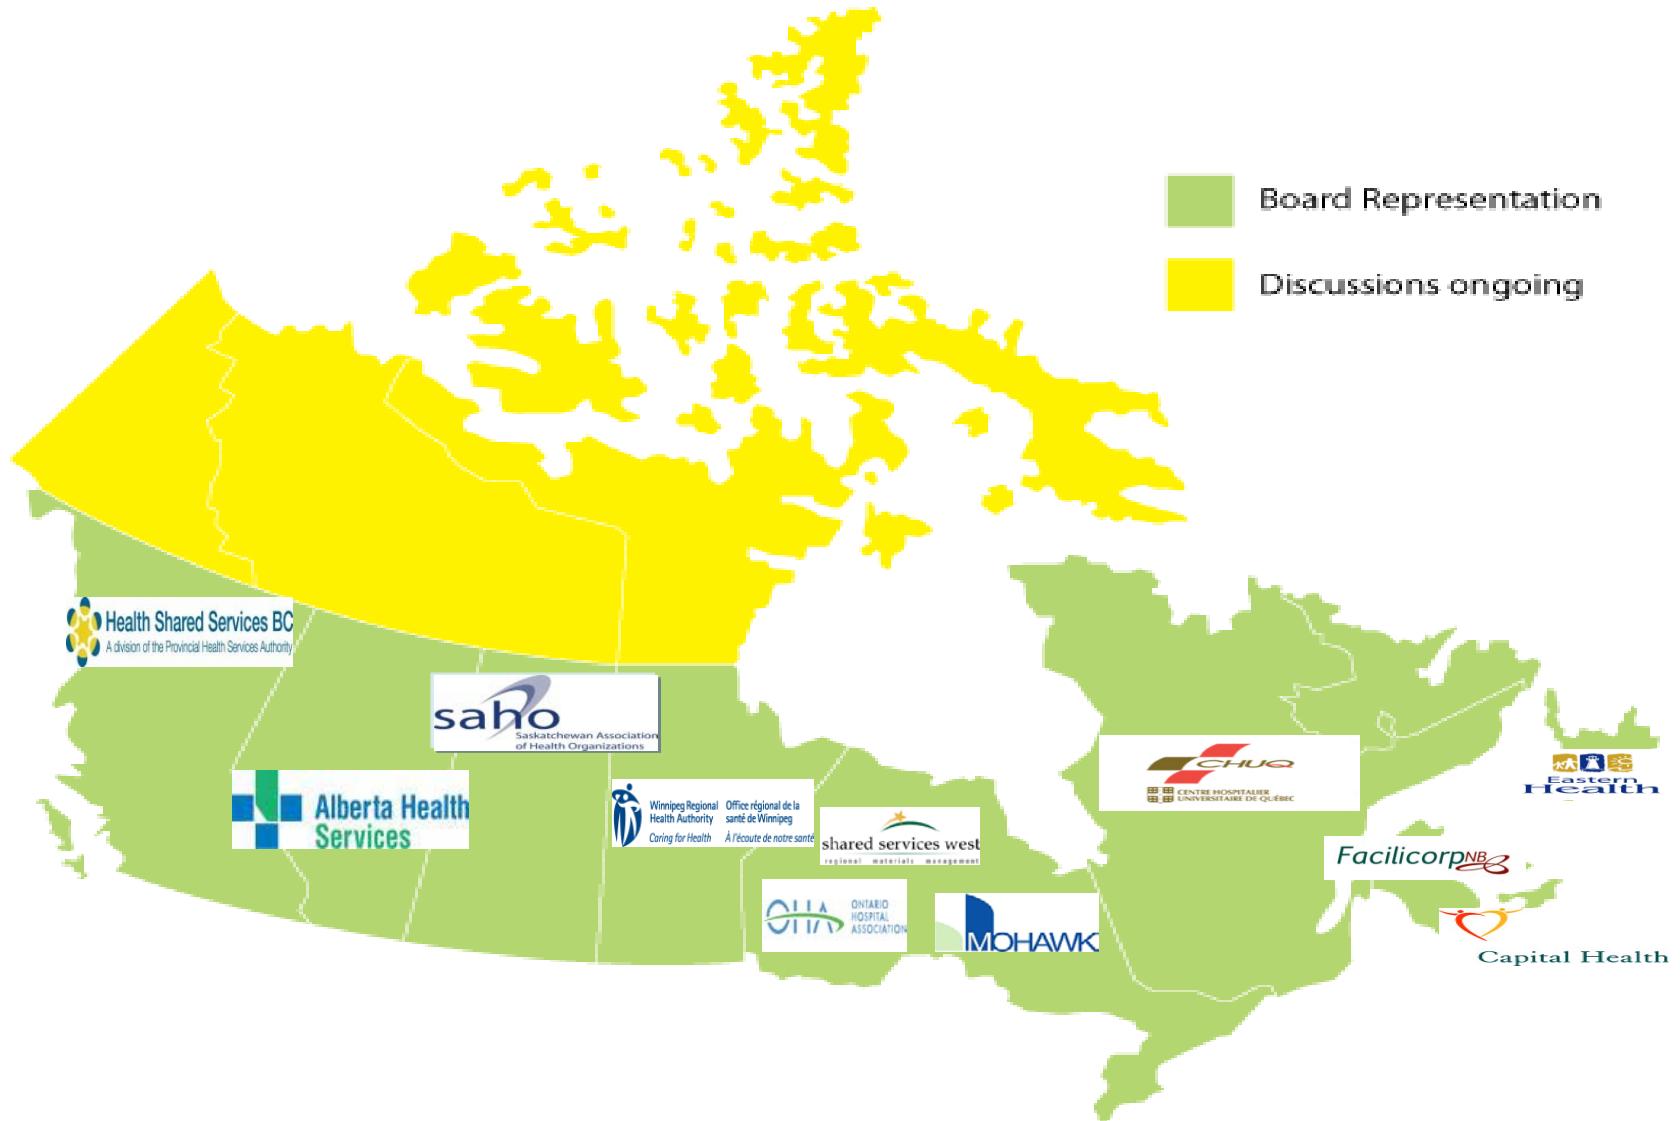 Board Representation
Discussions ongoing
Health Shared Services BC
A division of the Provincial Health Services Authority
saho
Saskatchewan Association
of Health Organizations
Alberta Health
Services
Winnipeg Regional
Health Authority
Caring for Health
Office régional de la
santé de Winnipeg
À l'écoute de notre santé
shared services west
regional materials management
OHA
ONTARIO
HOSPITAL
ASSOCIATION
MOHAWK
CHUQ
CENTRE HOSPITALIER
UNIVERSITAIRE DE QUÉBEC
Eastern
Health
FacilicorpNB
Capital Health